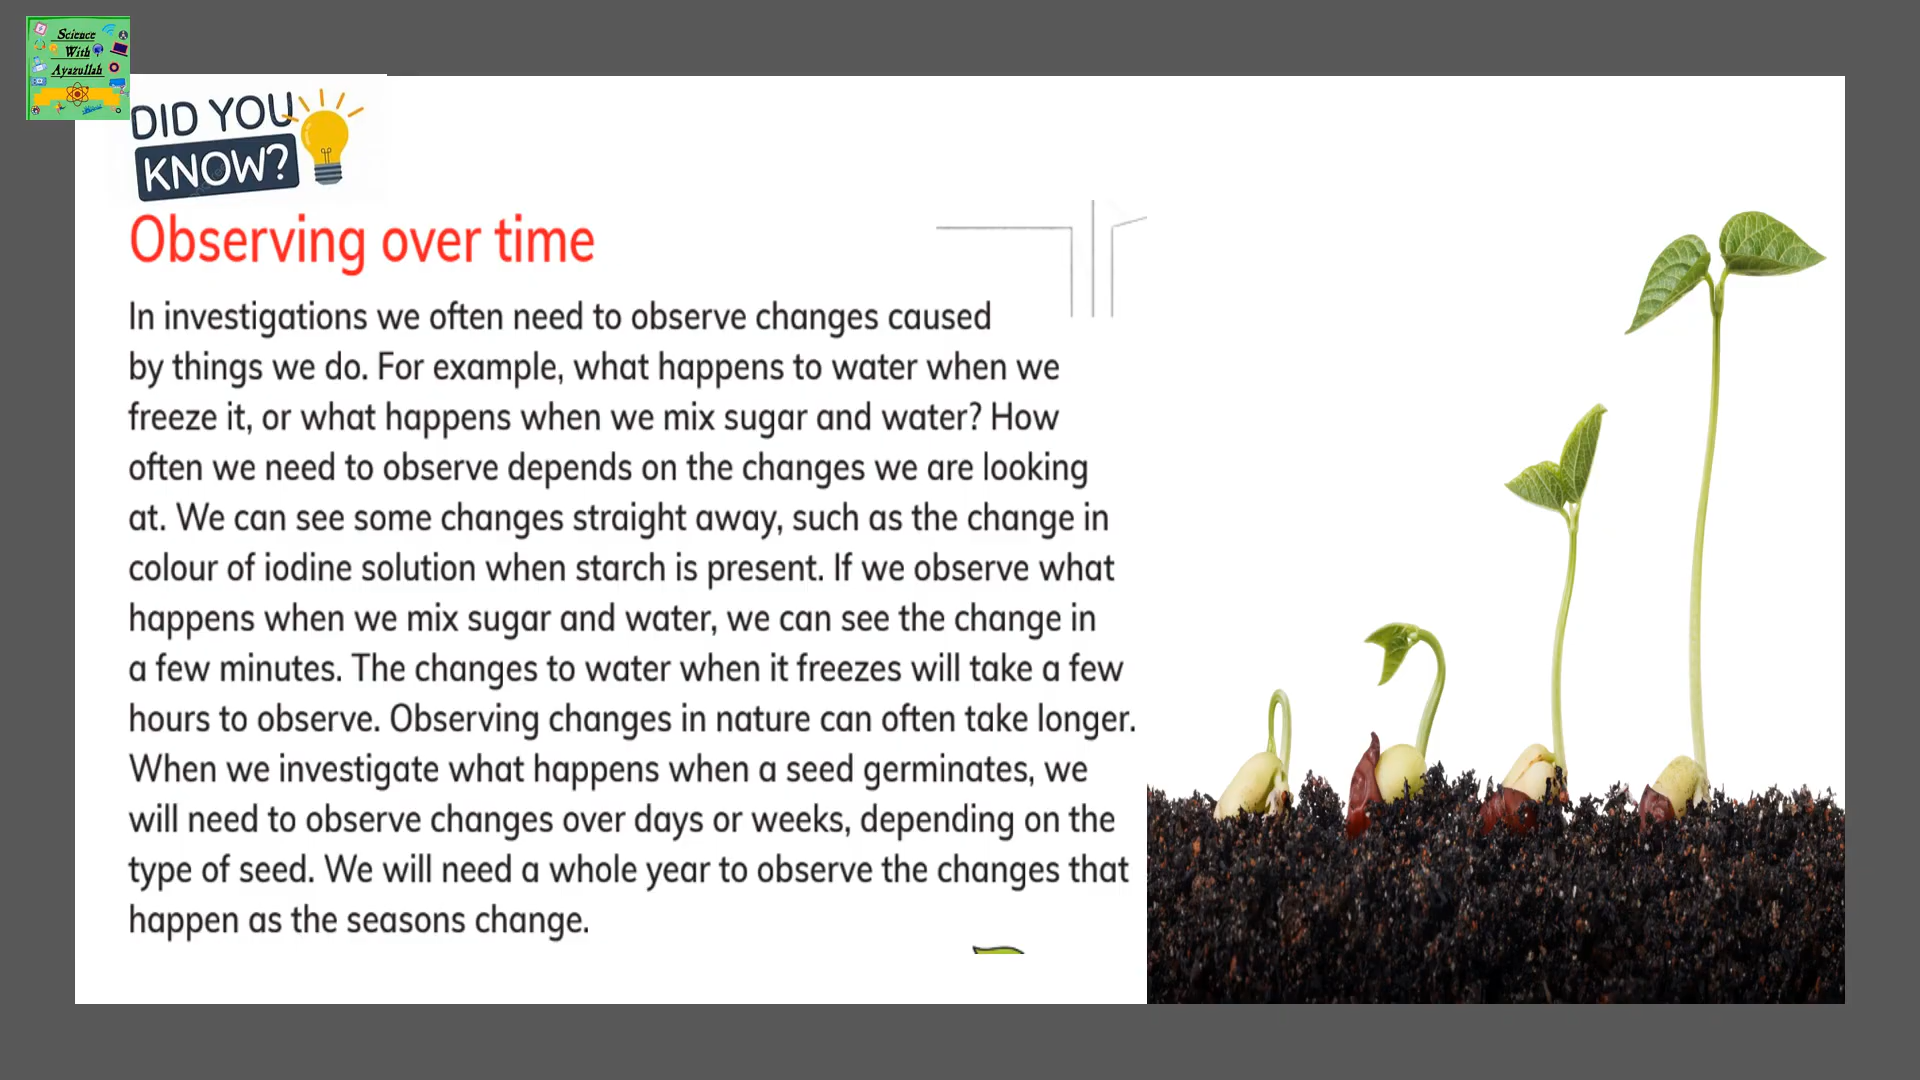 Science
With
Ayazullah
DID YOU
KNOW?
Observing over time
In investigations we often need to observe changes caused
by things we do. For example, what happens to water when we
freeze it, or what happens when we mix sugar and water? How
often we need to observe depends on the changes we are looking
at. We can see some changes straight away, such as the change in
colour of iodine solution when starch is present. If we observe what
happens when we mix sugar and water, we can see the change in
a few minutes. The changes to water when it freezes will take a few
hours to observe. Observing changes in nature can often take longer.
When we investigate what happens when a seed germinates, we
will need to observe changes over days or weeks, depending on the
type of seed. We will need a whole year to observe the changes that
happen as the seasons change.